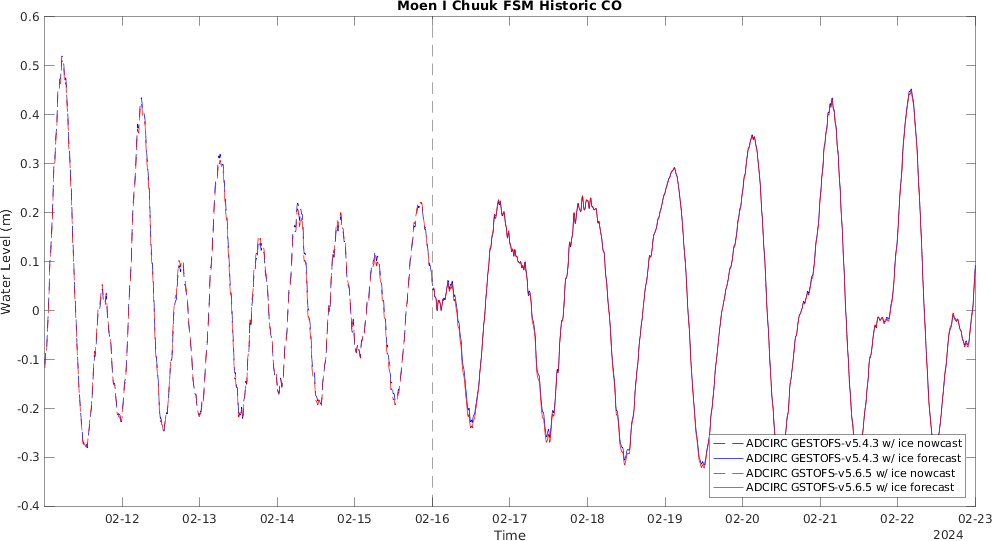 Moen I Chuuk FSM Historic CO
0.6
0.5
0.4
0.3
0.2
0.1
0
-0.1
-0.2
-0.3
-0.4
Water Level (m)
ADCIRC GESTOFS-v5.4.3 w/ ice nowcast
ADCIRC GESTOFS-v5.4.3 w/ ice forecast
ADCIRC GSTOFS-v5.6.5 w/ ice nowcast
ADCIRC GSTOFS-v5.6.5 w/ ice forecast
02-12 02-13 02-14 02-15 02-16 02-17 02-18 02-19 02-20 02-21 02-22 02-23
Time
2024